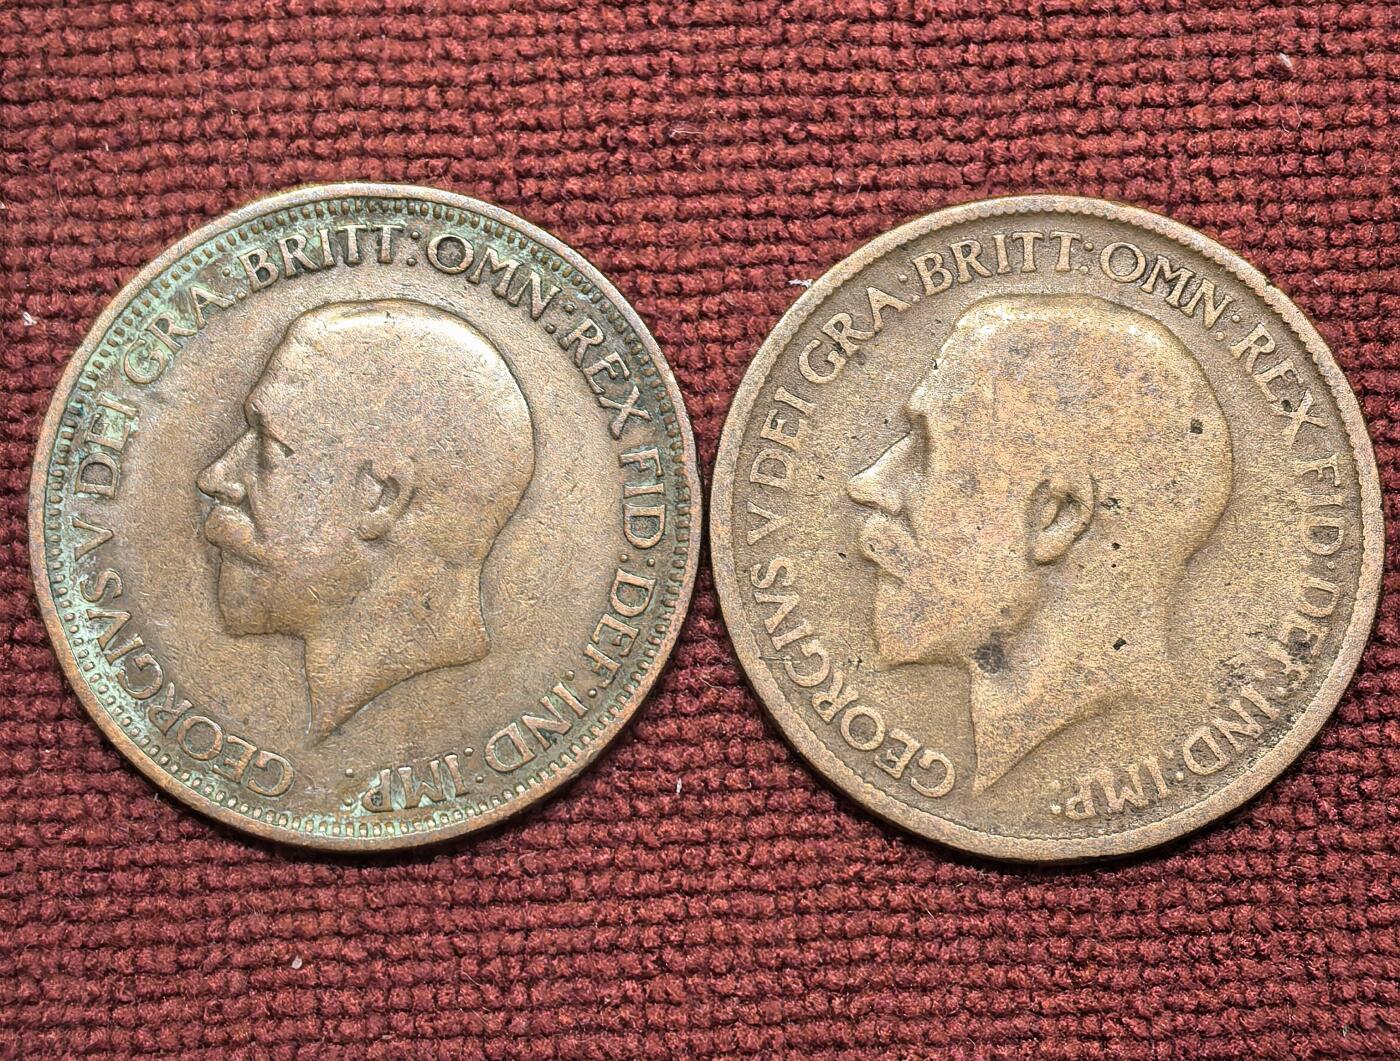 GEORGIVS V DEI GRA: BRITT: OMN: REX FID: DEF: IND: IMP:
GEORGIVS V DEI GRA: BRITT: OMN: REX FID: DEF: IND: IMP: